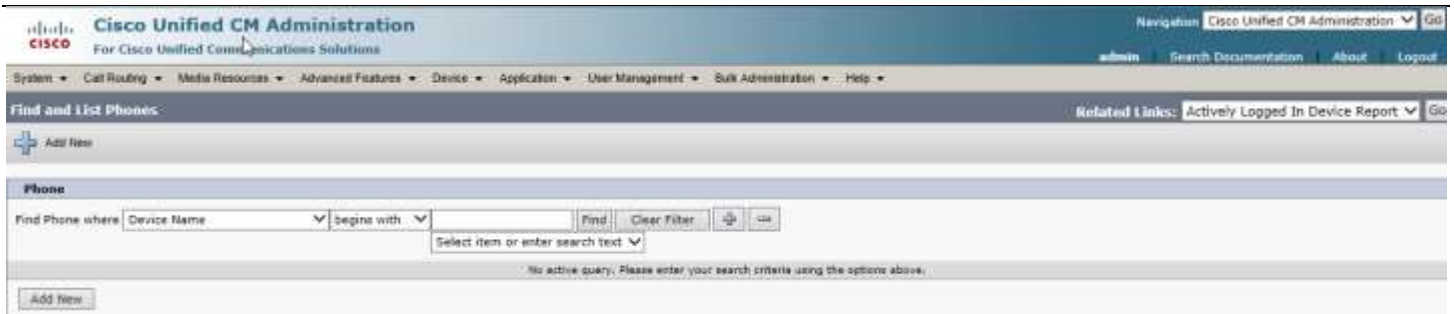 Cisco Unified CM Administration
Navigation Cisco Unified CM Administration Go
CISCO
For Cisco Unified Communications Solutions
admin Search Documentation About Logout
System Call Routing Media Resources Advanced Features Device Application User Management Bulk Administration Help
Find and List Phones
Related Links: Actively Logged In Device Report Go
Add New
Phone
Find Phone where Device Name begins with Find Clear Filter
Select item or enter search text
No active query. Please enter your search criteria using the options above.
Add New